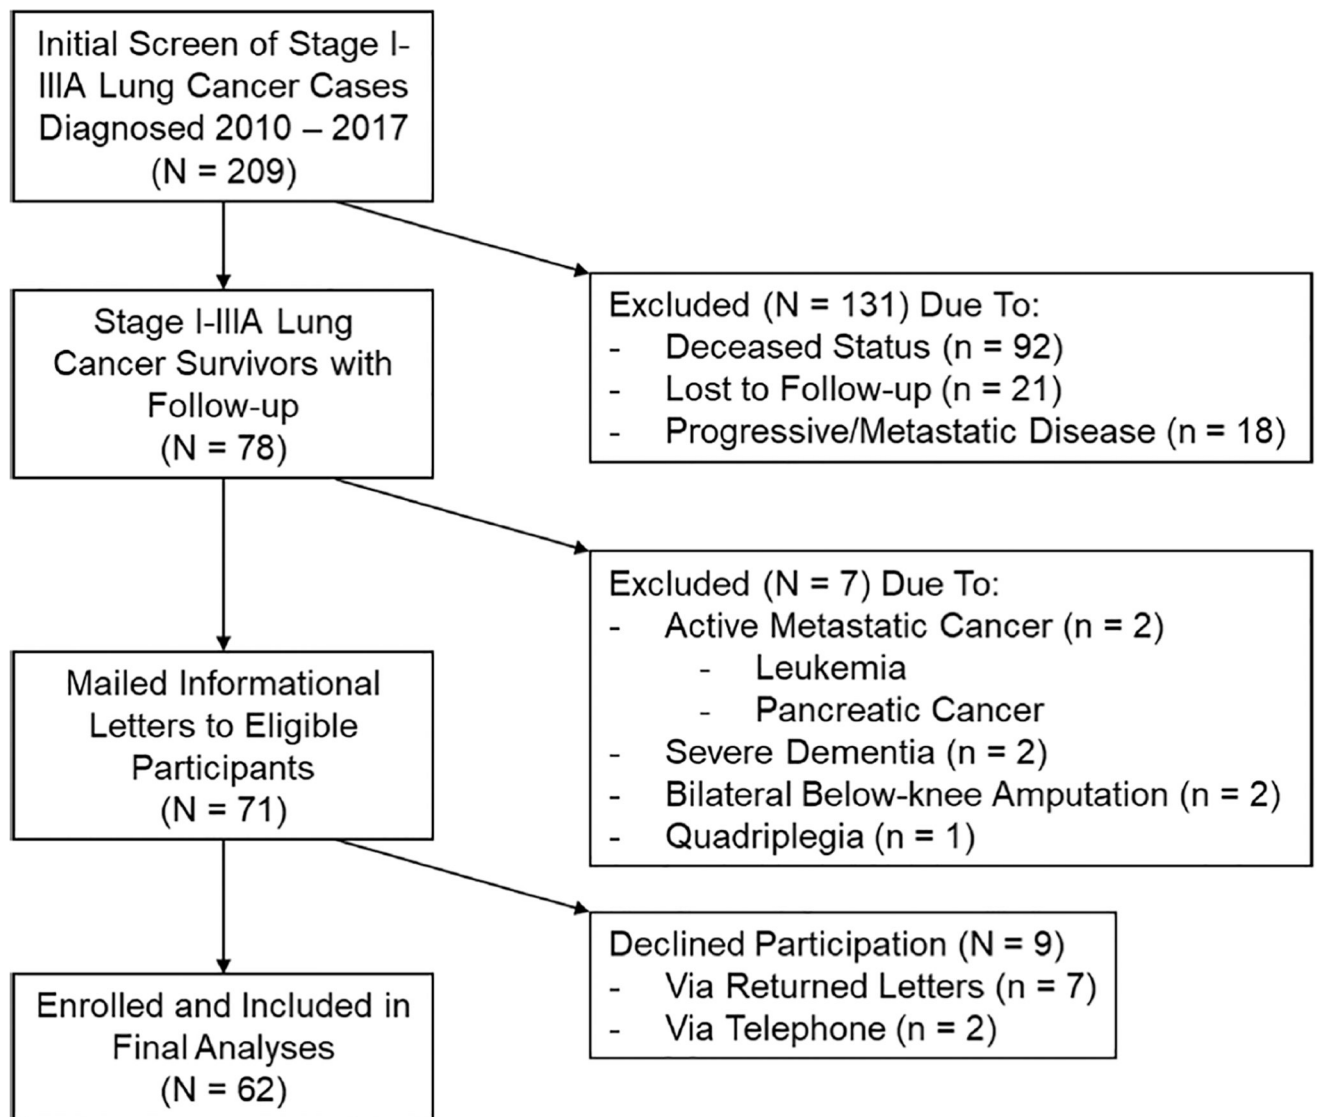 Initial Screen of Stage I-
IIIA Lung Cancer Cases
Diagnosed 2010 – 2017
(N = 209)
Excluded (N = 131) Due To:
- Deceased Status (n = 92)
- Lost to Follow-up (n = 21)
- Progressive/Metastatic Disease (n = 18)
Stage I-IIIA Lung
Cancer Survivors with
Follow-up
(N = 78)
Excluded (N = 7) Due To:
- Active Metastatic Cancer (n = 2)
- Leukemia
- Pancreatic Cancer
- Severe Dementia (n = 2)
- Bilateral Below-knee Amputation (n = 2)
- Quadriplegia (n = 1)
Mailed Informational
Letters to Eligible
Participants
(N = 71)
Declined Participation (N = 9)
- Via Returned Letters (n = 7)
- Via Telephone (n = 2)
Enrolled and Included in
Final Analyses
(N = 62)